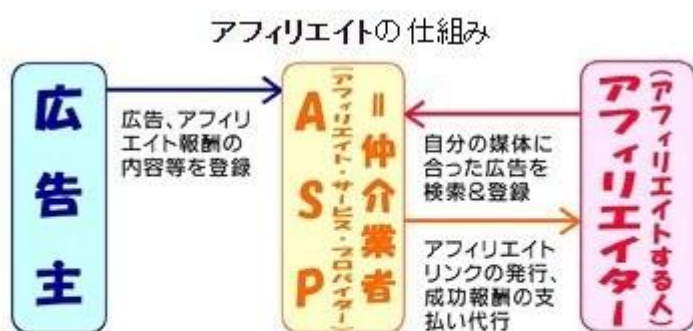 アフィリエイトの仕組み
広告主
広告、アフィリ
エイト報酬の
内容等を登録
ASP
(アフィリエイト・サービス・プロバイダー)
=仲介業者
自分の媒体に
合った広告を
検索&登録
アフィリエイト
リンクの発行、
成功報酬の支
払い代行
(アフィリエイトする人)
アフィリエイター